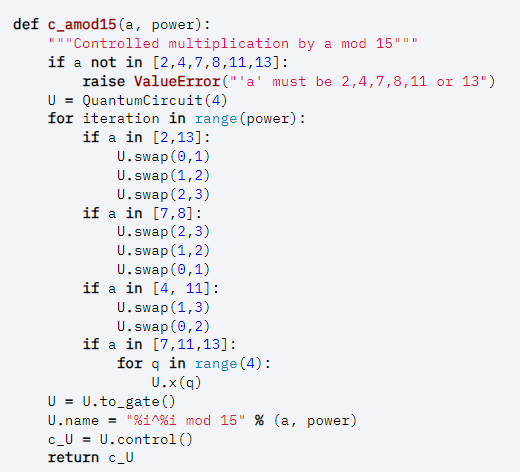 def c_amod15(a, power):
    """Controlled multiplication by a mod 15"""
    if a not in [2,4,7,8,11,13]:
        raise ValueError("'a' must be 2,4,7,8,11 or 13")
    U = QuantumCircuit(4)
    for iteration in range(power):
        if a in [2,13]:
            U.swap(0,1)
            U.swap(1,2)
            U.swap(2,3)
        if a in [7,8]:
            U.swap(2,3)
            U.swap(1,2)
            U.swap(0,1)
        if a in [4, 11]:
            U.swap(1,3)
            U.swap(0,2)
        if a in [7,11,13]:
            for q in range(4):
                U.x(q)
    U = U.to_gate()
    U.name = "%i^%i mod 15" % (a, power)
    c_U = U.control()
    return c_U